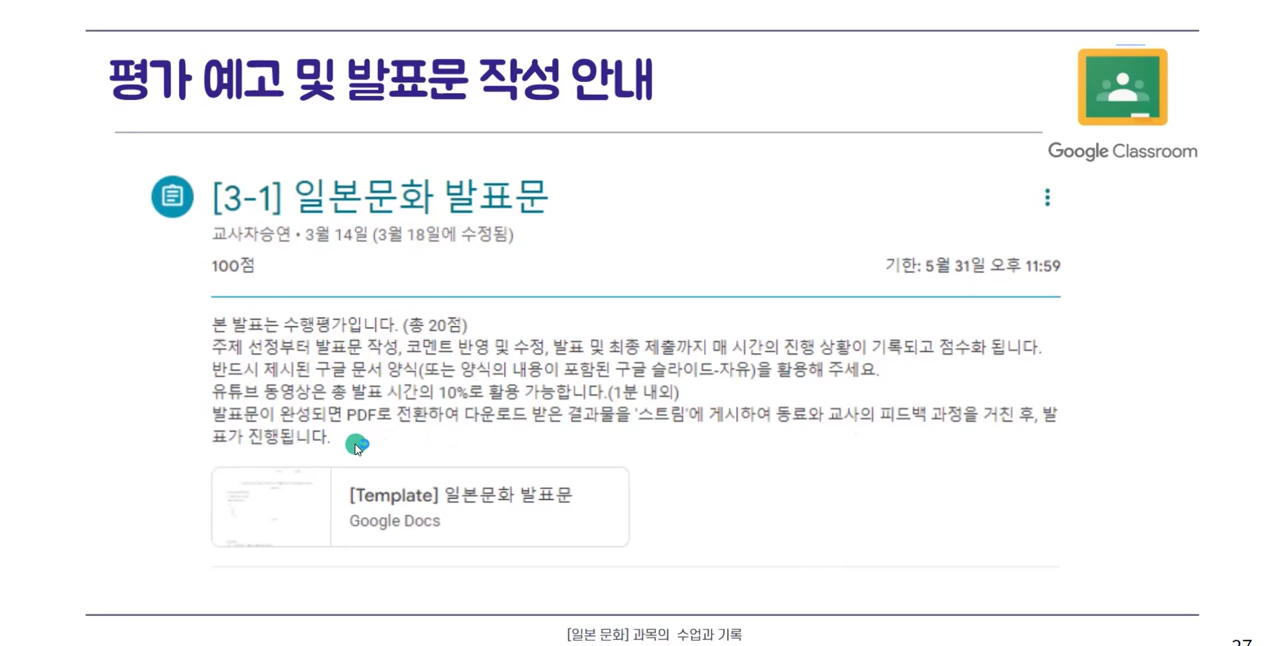 평가 예고 및 발표문 작성 안내
Google Classroom
[3-1] 일본문화 발표문
교사차승연 • 3월 14일 (3월 18일에 수정됨)
100점
기한: 5월 31일 오후 11:59
본 발표는 수행평가입니다. (총 20점)
주제 선정부터 발표문 작성, 코멘트 반영 및 수정, 발표 및 최종 제출까지 매 시간의 진행 상황이 기록되고 점수화 됩니다.
반드시 제시된 구글 문서 양식(또는 양식의 내용이 포함된 구글 슬라이드-자유)을 활용해 주세요.
유튜브 동영상은 총 발표 시간의 10%로 활용 가능합니다.(1분 내외)
발표문이 완성되면 PDF로 전환하여 다운로드 받은 결과물을 '스트림'에 게시하여 동료와 교사의 피드백 과정을 거친 후, 발
표가 진행됩니다.
[Template] 일본문화 발표문
Google Docs
[일본 문화] 과목의 수업과 기록
27